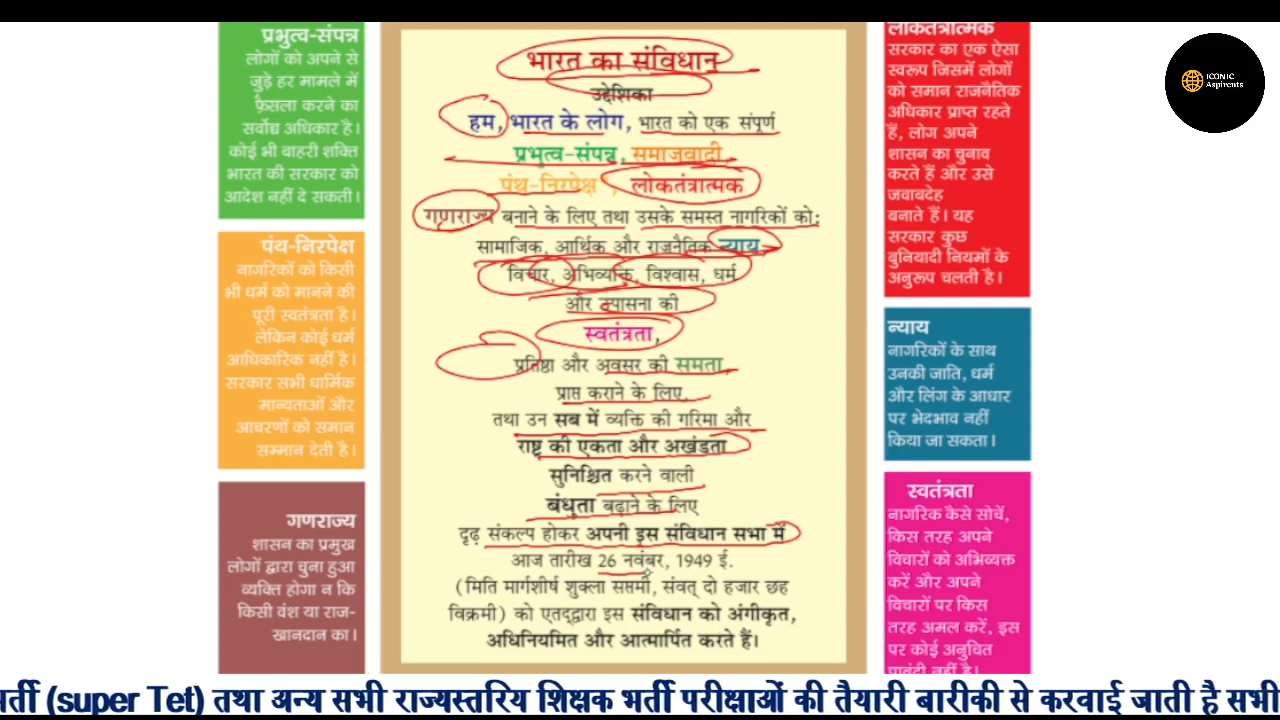 प्रभुत्व-संपन्न
लोगों को अपने से
जुड़े हर मामले में
फ़ैसला करने का
सर्वोच्च अधिकार है।
कोई भी बाहरी शक्ति
भारत की सरकार को
आदेश नहीं दे सकती।
पंथ-निरपेक्ष
नागरिकों को किसी
भी धर्म को मानने की
पूरी स्वतंत्रता है।
लेकिन कोई धर्म
आधिकारिक नहीं है।
सरकार सभी धार्मिक
मान्यताओं और
आचरणों को समान
सम्मान देती है।
गणराज्य
शासन का प्रमुख
लोगों द्वारा चुना हुआ
व्यक्ति होगा न कि
किसी वंश या राज-
खानदान का।
भारत का संविधान
उद्देशिका
हम, भारत के लोग, भारत को एक संपूर्ण
प्रभुत्व-संपन्न, समाजवादी,
पंथ-निरपेक्ष, लोकतंत्रात्मक
गणराज्य बनाने के लिए तथा उसके समस्त नागरिकों को:
सामाजिक, आर्थिक और राजनैतिक न्याय,
विचार, अभिव्यक्ति, विश्वास, धर्म
और उपासना की
स्वतंत्रता,
प्रतिष्ठा और अवसर की समता,
प्राप्त कराने के लिए,
तथा उन सब में व्यक्ति की गरिमा और
राष्ट्र की एकता और अखंडता
सुनिश्चित करने वाली
बंधुता बढ़ाने के लिए
दृढ़ संकल्प होकर अपनी इस संविधान सभा में
आज तारीख 26 नवंबर, 1949 ई.
(मिति मार्गशीर्ष शुक्ला सप्तमी, संवत् दो हजार छह
विक्रमी) को एतद्द्वारा इस संविधान को अंगीकृत,
अधिनियमित और आत्मार्पित करते हैं।
लोकतंत्रात्मक
सरकार का एक ऐसा
स्वरूप जिसमें लोगों
को समान राजनैतिक
अधिकार प्राप्त रहते
हैं, लोग अपने
शासन का चुनाव
करते हैं और उसे
जवाबदेह
बनाते हैं। यह
सरकार कुछ
बुनियादी नियमों के
अनुरूप चलती है।
न्याय
नागरिकों के साथ
उनकी जाति, धर्म
और लिंग के आधार
पर भेदभाव नहीं
किया जा सकता।
स्वतंत्रता
नागरिक कैसे सोचें,
किस तरह अपने
विचारों को अभिव्यक्त
करें और अपने
विचारों पर किस
तरह अमल करें, इस
पर कोई अनुचित
पाबंदी नहीं है।
ICONIC
Aspirents
भर्ती (super Tet) तथा अन्य सभी राज्यस्तरिय शिक्षक भर्ती परीक्षाओं की तैयारी बारीकी से करवाई जाती है सभी